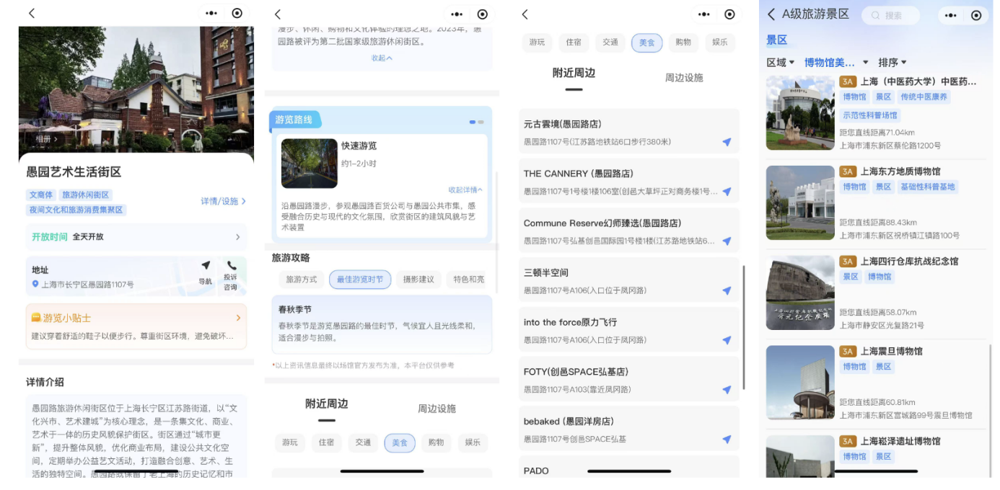 相册 >
愚园艺术生活街区
文商体 旅游休闲街区
夜间文化和旅游消费集聚区
详情/设施 >
开放时间 全天开放
地址
上海市长宁区愚园路1107号
导航
投诉
咨询
游览小贴士
建议穿着舒适的鞋子以便步行。尊重街区环境，避免破坏...
详情介绍
愚园路旅游休闲街区位于上海长宁区江苏路街道，以“文
化兴市、艺术建城”为核心理念，是一条集文化、商业、
艺术于一体的历史风貌保护街区。街区通过“城市更
新”，提升整体风貌，优化商业布局，建设公共文化空
间，定期举办公益艺文活动，打造融合创意、艺术、生
活的独特空间。愚园路既保留了老上海的历史记忆和市
漫步、休闲、购物和文化体验的理想之地。2023年，愚
园路被评为第二批国家级旅游休闲街区。
收起
游览路线
快速游览
约1-2小时
收起详情
沿愚园路漫步，参观愚园路百货公司与愚园公共市集，感
受融合历史与现代的文化氛围，欣赏街区的建筑风貌与艺
术装置
旅游攻略
旅游方式 最佳游览时节 摄影建议 特色和亮
春秋季节
春秋季节是游览愚园路的最佳时节，气候宜人且光线柔和，
适合漫步与拍照。
*以上资讯信息最终以场馆官方发布为准，本平台仅供参考
附近周边 周边设施
游玩 住宿 交通 美食 购物 娱乐
游玩 住宿 交通 美食 购物 娱乐
附近周边 周边设施
元古雲境(愚园路店)
愚园路1107号(江苏路地铁站6口步行380米)
THE CANNERY (愚园路店)
愚园路1107号1号楼1楼106室(创邑大草坪正对商务楼1号...
Commune Reserve幻师臻选(愚园路店)
愚园路1107号弘基创邑国际园1号楼1楼(江苏路地铁站6...
三顿半空间
愚园路1107号A106(入口位于凤冈路)
into the force原力飞行
愚园路1107号A106(入口位于凤冈路)
FOTY(创邑SPACE弘基店)
愚园路1107号A103(靠近凤冈路)
bebaked (愚园洋房店)
愚园路1107号创邑SPACE弘基
PADO
A级旅游景区 搜索
景区
区域 博物馆美... 排序
3A 上海（中医药大学）中医药...
博物馆 景区 传统中医康养
示范性科普场馆
距您直线距离71.04km
上海市浦东新区蔡伦路1200号
3A 上海东方地质博物馆
博物馆 景区 基础性科普基地
距您直线距离88.43km
上海市浦东新区祝桥镇江镇路100号
3A 上海四行仓库抗战纪念馆
景区 博物馆
距您直线距离58.07km
上海市静安区光复路21号
3A 上海震旦博物馆
博物馆 景区
距您直线距离60.81km
上海市浦东新区富城路99号震旦博物馆
3A 上海崧泽遗址博物馆
博物馆 景区